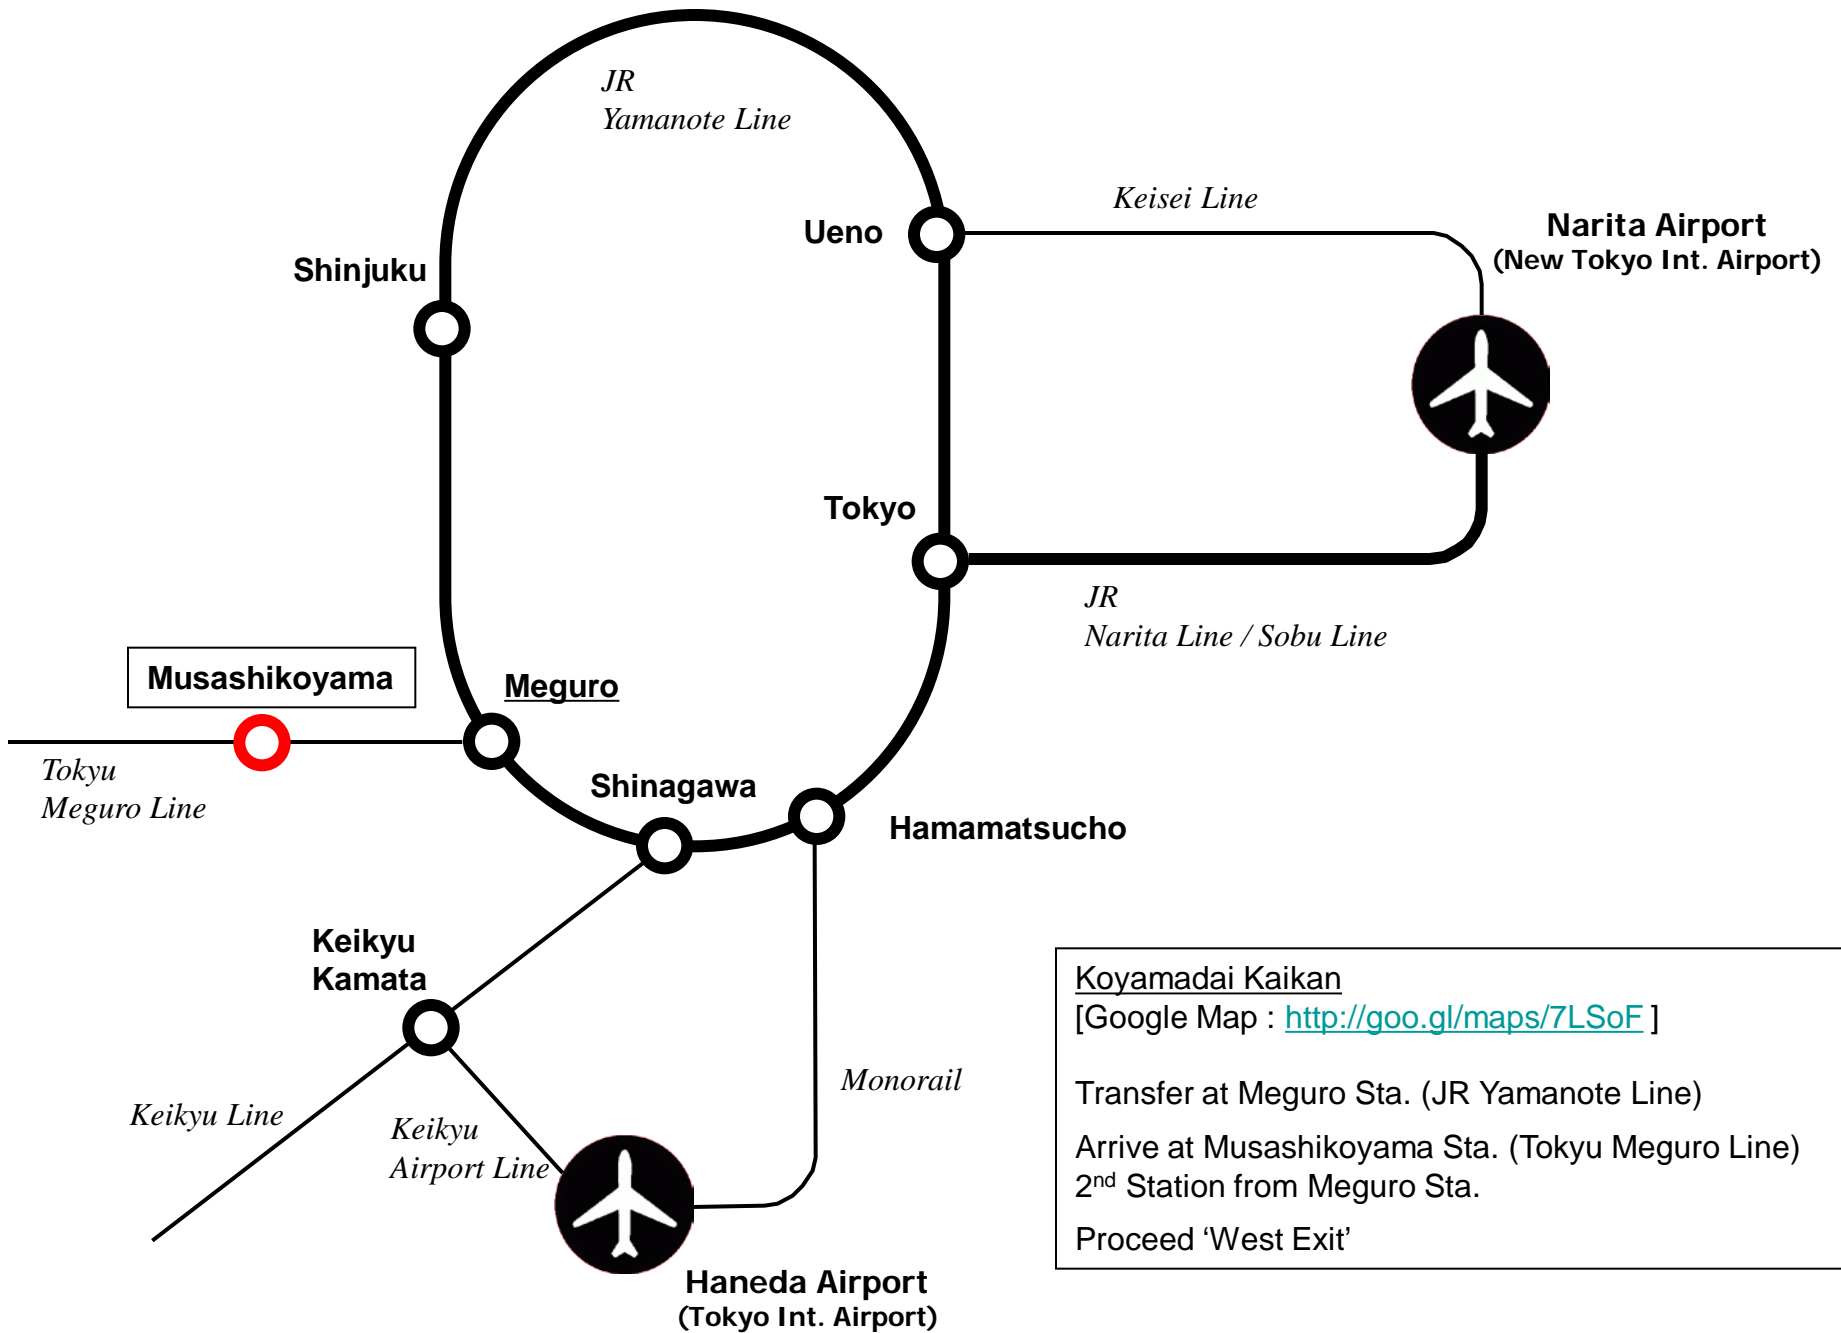 JR
Yamanote Line
Keisei Line
Narita Airport
(New Tokyo Int. Airport)
Ueno
Shinjuku
Tokyo
JR
Narita Line / Sobu Line
Musashikoyama
Meguro
Tokyu
Meguro Line
Shinagawa
Hamamatsucho
Keikyu
Kamata
Keikyu Line
Keikyu
Airport Line
Monorail
Haneda Airport
(Tokyo Int. Airport)
Koyamadai Kaikan
[Google Map : http://goo.gl/maps/7LSoF ]
Transfer at Meguro Sta. (JR Yamanote Line)
Arrive at Musashikoyama Sta. (Tokyu Meguro Line)
2nd Station from Meguro Sta.
Proceed ‘West Exit’